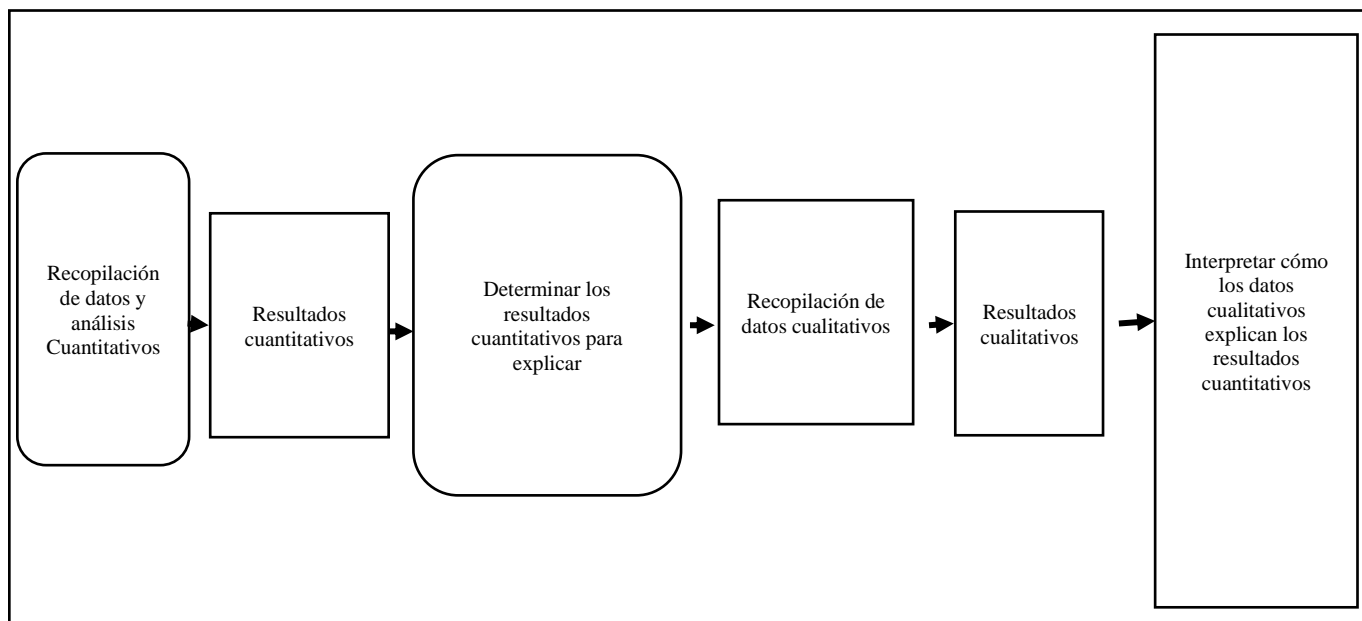 Recopilación
de datos y
análisis
Cuantitativos
Resultados
cuantitativos
Determinar los
resultados
cuantitativos para
explicar
Recopilación de
datos cualitativos
Resultados
cualitativos
Interpretar cómo
los datos
cualitativos
explican los
resultados
cuantitativos